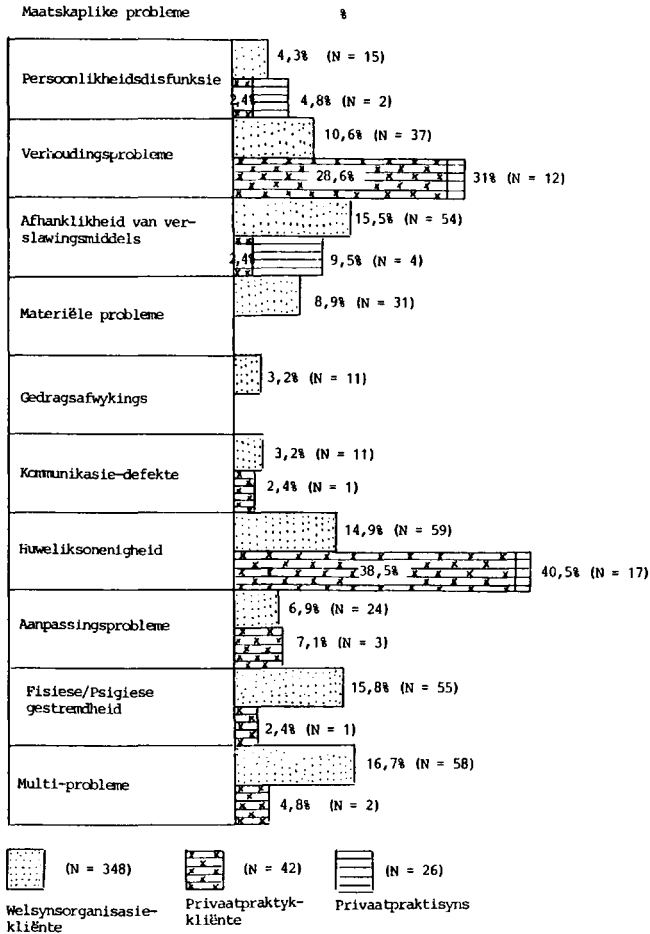 Maatskaplike probleme %
4,3% (N = 15)
Persoonlikheidsdisfunksie
2,4% 4,8% (N = 2)
10,6% (N = 37)
Verhoudingsprobleme
28,6% 31% (N = 12)
Afhanklikheid van ver-
slawingsmiddels
15,5% (N = 54)
2,4% 9,5% (N = 4)
Materiële probleme
8,9% (N = 31)
3,2% (N = 11)
Gedragsafwykings
3,2% (N = 11)
Kommunikasie-defekte
2,4% (N = 1)
14,9% (N = 59)
Huweliksonenigheid
38,5% 40,5% (N = 17)
6,9% (N = 24)
Aanpassingsprobleme
7,1% (N = 3)
Fisiese/Psigiese
gestremdheid
15,8% (N = 55)
2,4% (N = 1)
16,7% (N = 58)
Multi-probleme
4,8% (N = 2)
(N = 348) (N = 42) (N = 26)
Welsynsorganisasie-
kliënte
Privaatpraktyk-
kliënte
Privaatpraktisyns